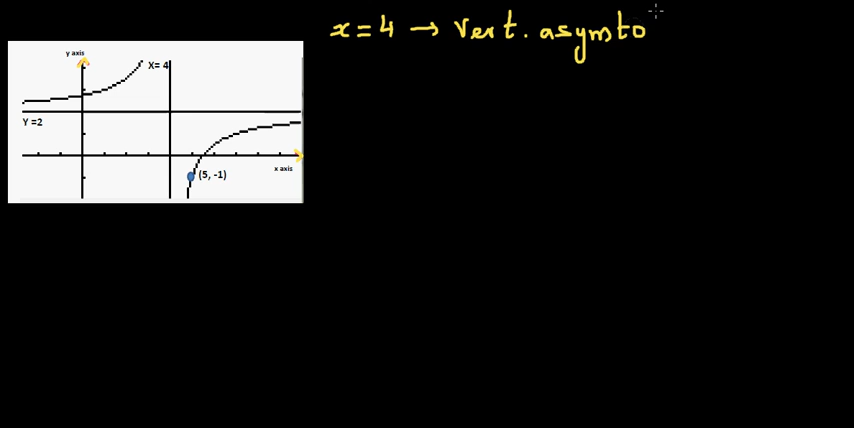 x = 4 → Vert. asymto
y axis
X= 4
Y =2
x axis
(5, -1)